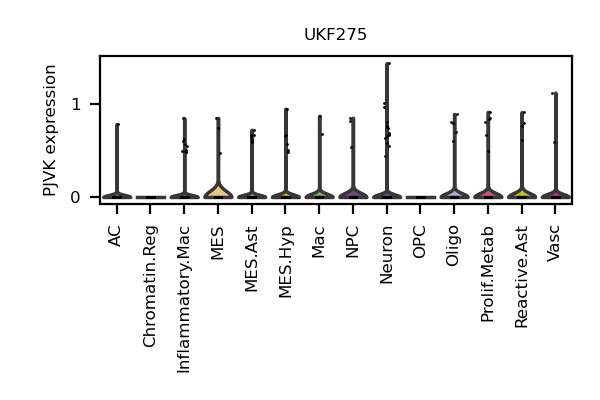 UKF275
PJVK expression
1
0
AC
Chromatin.Reg
Inflammatory.Mac
MES
MES.Ast
MES.Hyp
Mac
NPC
Neuron
OPC
Oligo
Prolif.Metab
Reactive.Ast
Vasc